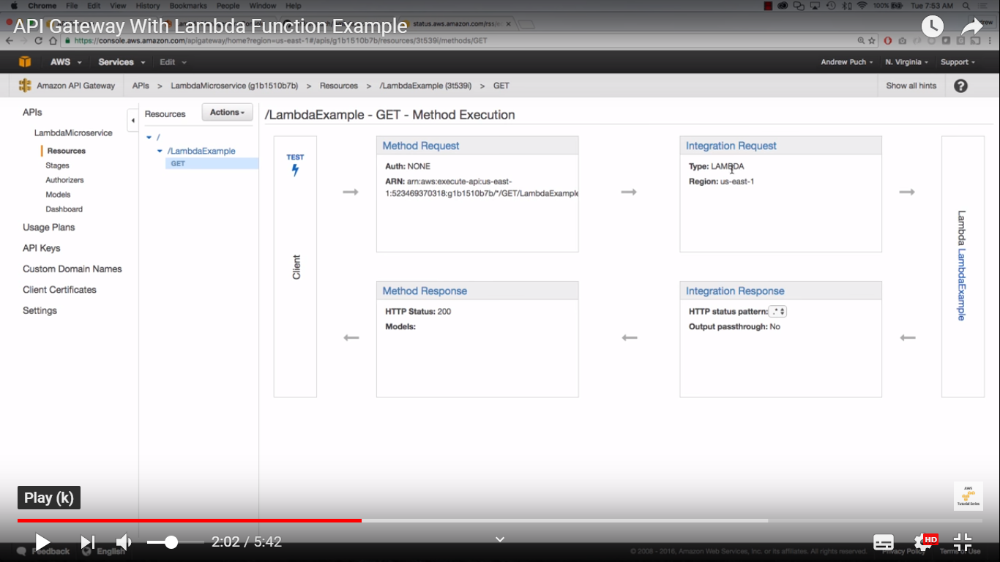 Chrome File Edit View History Bookmarks People Window Help
100% Tue 7:53 AM
API Gateway With Lambda Function Example
status.aws.amazon.com/rss/
https://console.aws.amazon.com/apigateway/home?region=us-east-1#/apis/g1b1510b7b/resources/3t539i/methods/GET
AWS Services Edit
Andrew Puch N. Virginia Support
Amazon API Gateway
APIs > LambdaMicroservice (g1b1510b7b) > Resources > /LambdaExample (3t539i) > GET
Show all hints ?
APIs
LambdaMicroservice
Resources
Stages
Authorizers
Models
Dashboard
Usage Plans
API Keys
Custom Domain Names
Client Certificates
Settings
Resources
Actions
/
/LambdaExample
GET
/LambdaExample - GET - Method Execution
TEST
Client
Method Request
Auth: NONE
ARN: arn:aws:execute-api:us-east-
1:523469370318:g1b1510b7b/*/GET/LambdaExample
Integration Request
Type: LAMBDA
Region: us-east-1
Lambda LambdaExample
Method Response
HTTP Status: 200
Models:
Integration Response
HTTP status pattern: .*
Output passthrough: No
Play (k)
AWS
Tutorial Series
2:02 / 5:42
HD
Feedback English
© 2008 - 2016, Amazon Web Services, Inc. or its affiliates. All rights reserved. Privacy Policy Terms of Use